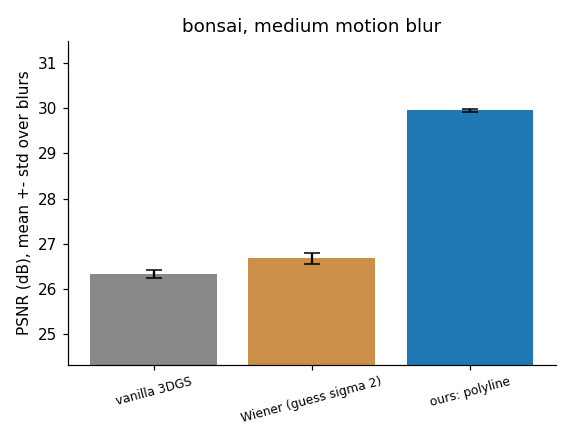 bonsai, medium motion blur
PSNR (dB), mean +- std over blurs
31
30
29
28
27
26
25
vanilla 3DGS
Wiener (guess sigma 2)
ours: polyline